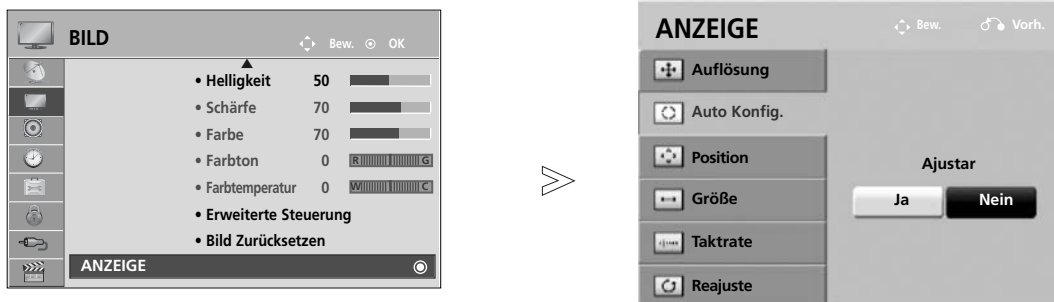 BILD
Bew. OK
• Helligkeit 50
• Schärfe 70
• Farbe 70
• Farbton 0 R G
• Farbtemperatur 0 W C
• Erweiterte Steuerung
• Bild Zurücksetzen
ANZEIGE
ANZEIGE
Bew. Vorh.
Auflösung
Auto Konfig.
Position
Größe
Taktrate
Reajuste
Ajustar
Ja Nein